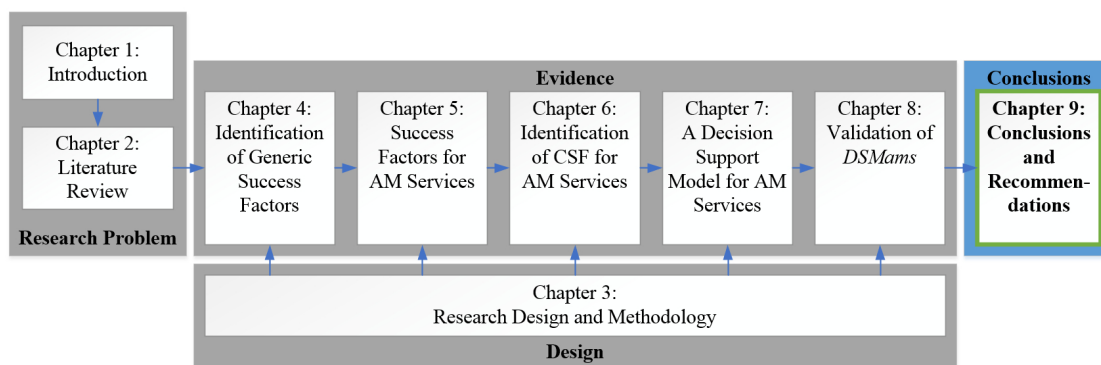 Chapter 1:
Introduction
Chapter 2:
Literature
Review
Research Problem
Evidence
Chapter 4:
Identification
of Generic
Success
Factors
Chapter 5:
Success
Factors for
AM Services
Chapter 6:
Identification
of CSF for
AM Services
Chapter 7:
A Decision
Support
Model for AM
Services
Chapter 8:
Validation of
DSMams
Conclusions
Chapter 9:
Conclusions
and
Recommen-
dations
Chapter 3:
Research Design and Methodology
Design